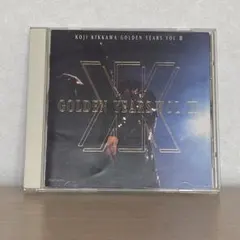 KOJI KIKKAWA GOLDEN YEARS VOL Ⅱ
GOLDEN YEARS VOL Ⅱ